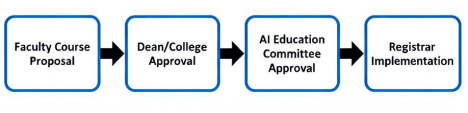 Faculty Course
Proposal
Dean/College
Approval
AI Education
Committee
Approval
Registrar
Implementation